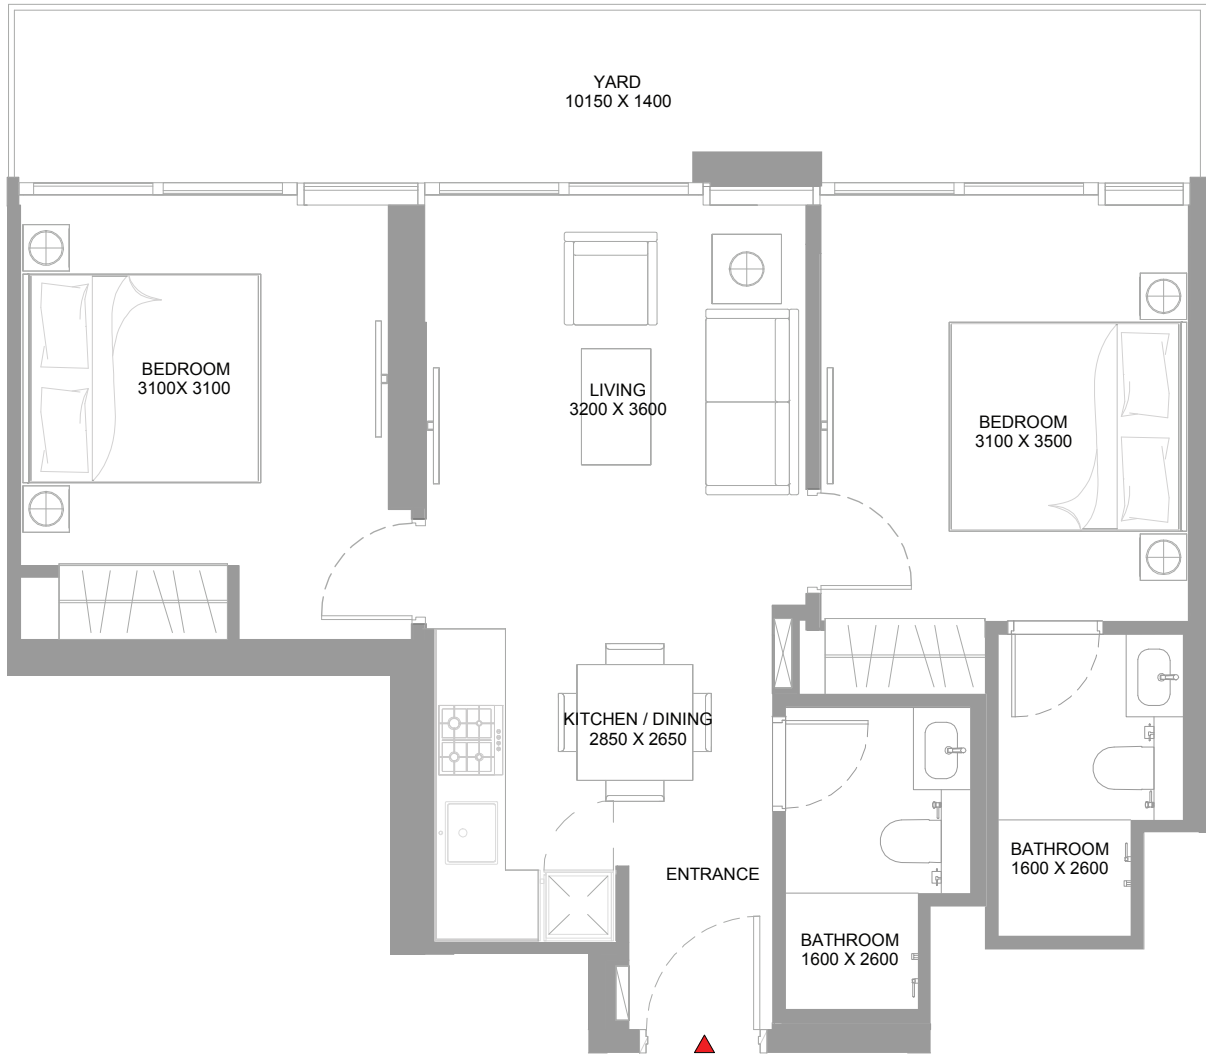 YARD
10150 X 1400
BEDROOM
3100X 3100
LIVING
3200 X 3600
BEDROOM
3100 X 3500
KITCHEN / DINING
2850 X 2650
ENTRANCE
BATHROOM
1600 X 2600
BATHROOM
1600 X 2600